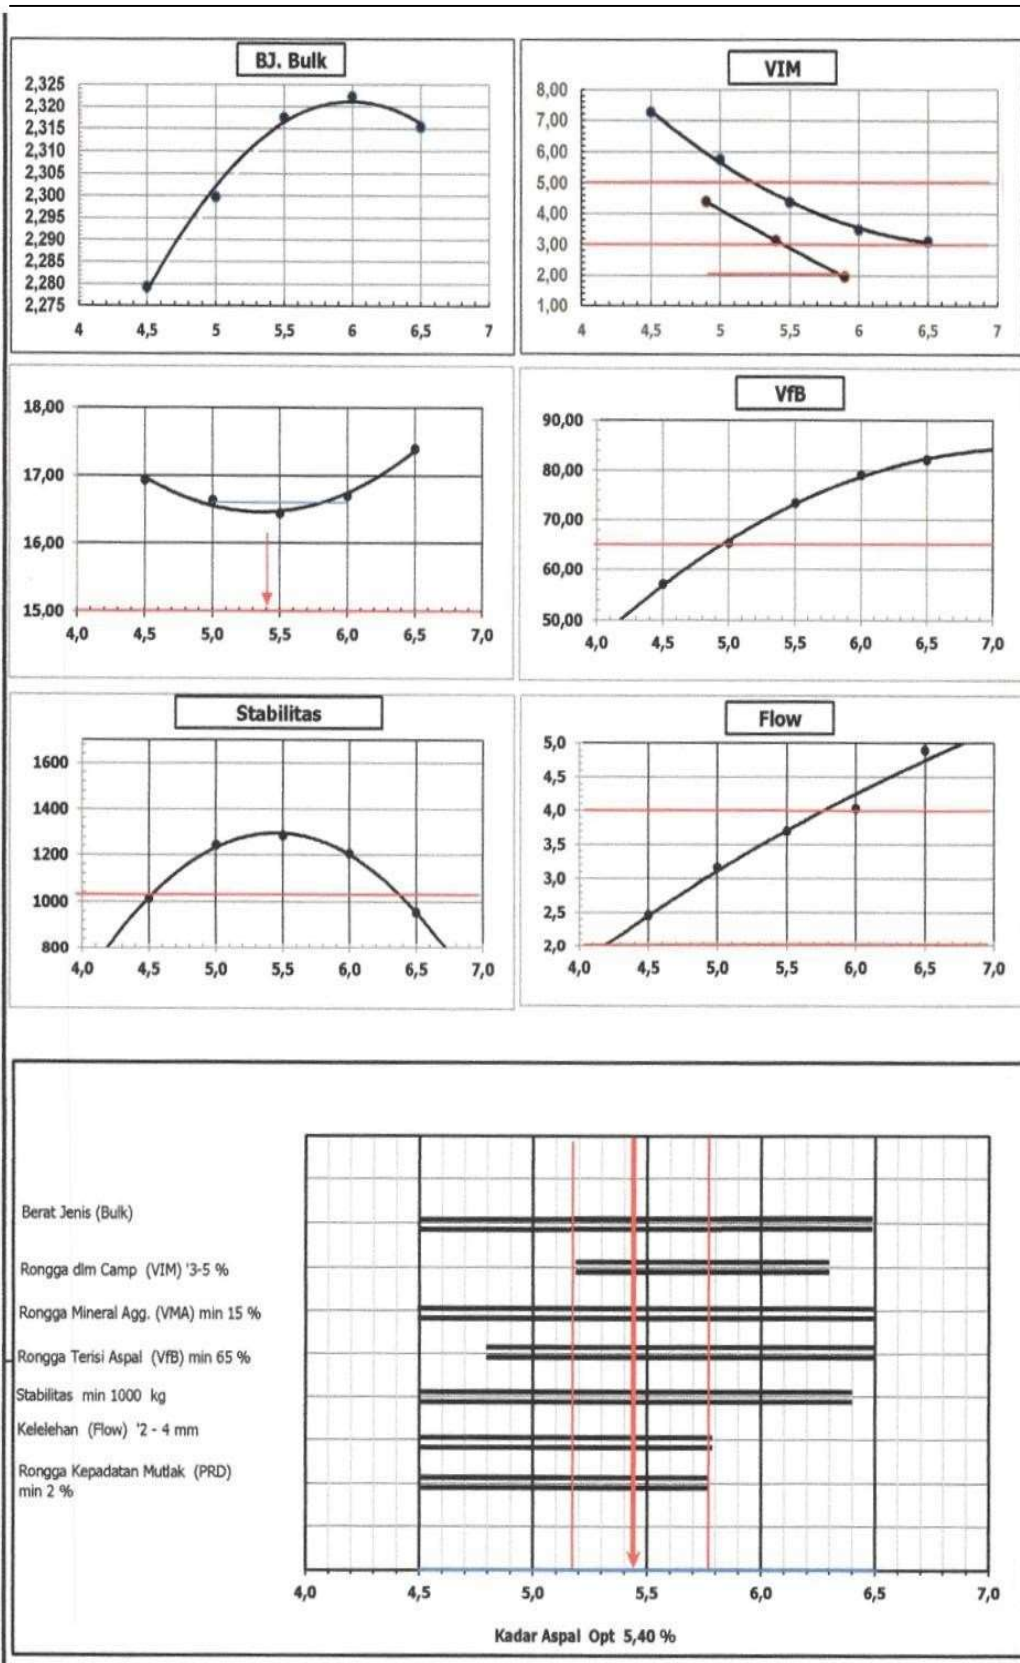 BJ. Bulk
2,325
2,320
2,315
2,310
2,305
2,300
2,295
2,290
2,285
2,280
2,275
4 4,5 5 5,5 6 6,5 7
VIM
8,00
7,00
6,00
5,00
4,00
3,00
2,00
1,00
4 4,5 5 5,5 6 6,5 7
18,00
17,00
16,00
15,00
4,0 4,5 5,0 5,5 6,0 6,5 7,0
VfB
90,00
80,00
70,00
60,00
50,00
4,0 4,5 5,0 5,5 6,0 6,5 7,0
Stabilitas
1600
1400
1200
1000
800
4,0 4,5 5,0 5,5 6,0 6,5 7,0
Flow
5,0
4,5
4,0
3,5
3,0
2,5
2,0
4,0 4,5 5,0 5,5 6,0 6,5 7,0
Berat Jenis (Bulk)
Rongga dlm Camp (VIM) '3-5 %
Rongga Mineral Agg. (VMA) min 15 %
Rongga Terisi Aspal (VfB) min 65 %
Stabilitas min 1000 kg
Kelelehan (Flow) '2 - 4 mm
Rongga Kepadatan Mutlak (PRD)
min 2 %
4,0 4,5 5,0 5,5 6,0 6,5 7,0
Kadar Aspal Opt 5,40 %